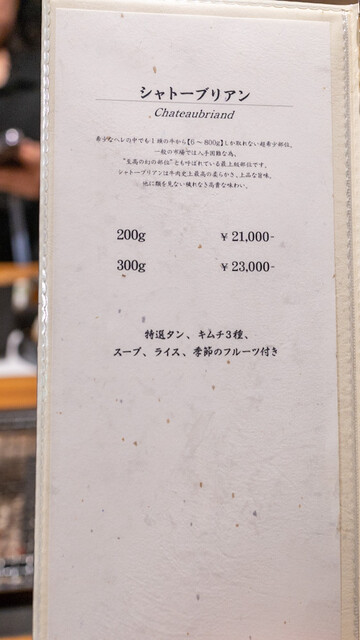 シャトーブリアン
Chateaubriand
希少なヘレの中でも1頭の牛から【6〜800g】しか取れない超希少部位。
一般の市場では入手困難な為、
"至高の幻の部位"とも呼ばれている最上級部位です。
シャトーブリアンは牛肉史上最高の柔らかさ、上品な旨味、
他に類を見ない穢れなき高貴な味わい。
200g ¥ 21,000-
300g ¥ 23,000-
特選タン、キムチ3種、
スープ、ライス、季節のフルーツ付き